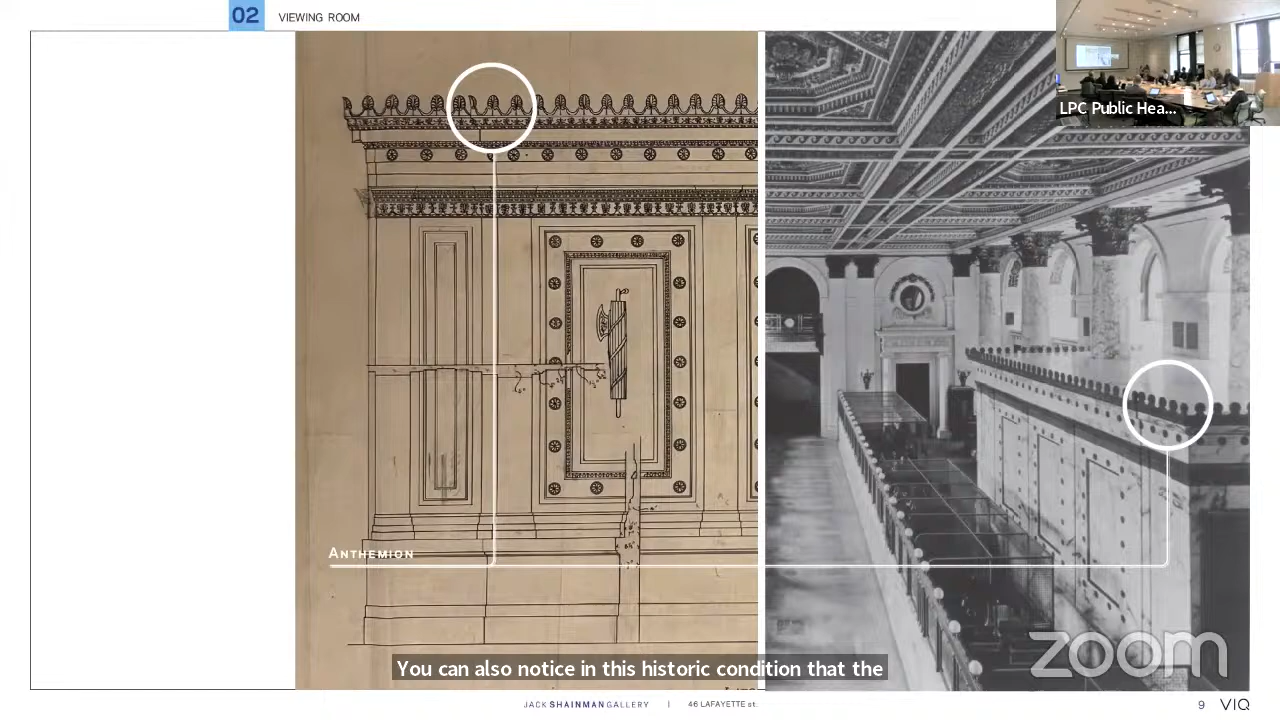 02 VIEWING ROOM
LPC Public Hea...
ANTHEMION
You can also notice in this historic condition that the
zoom
JACK SHAINMAN GALLERY | 46 LAFAYETTE st.
9 VIQ